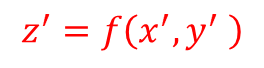 z′ = f(x′, y′ )